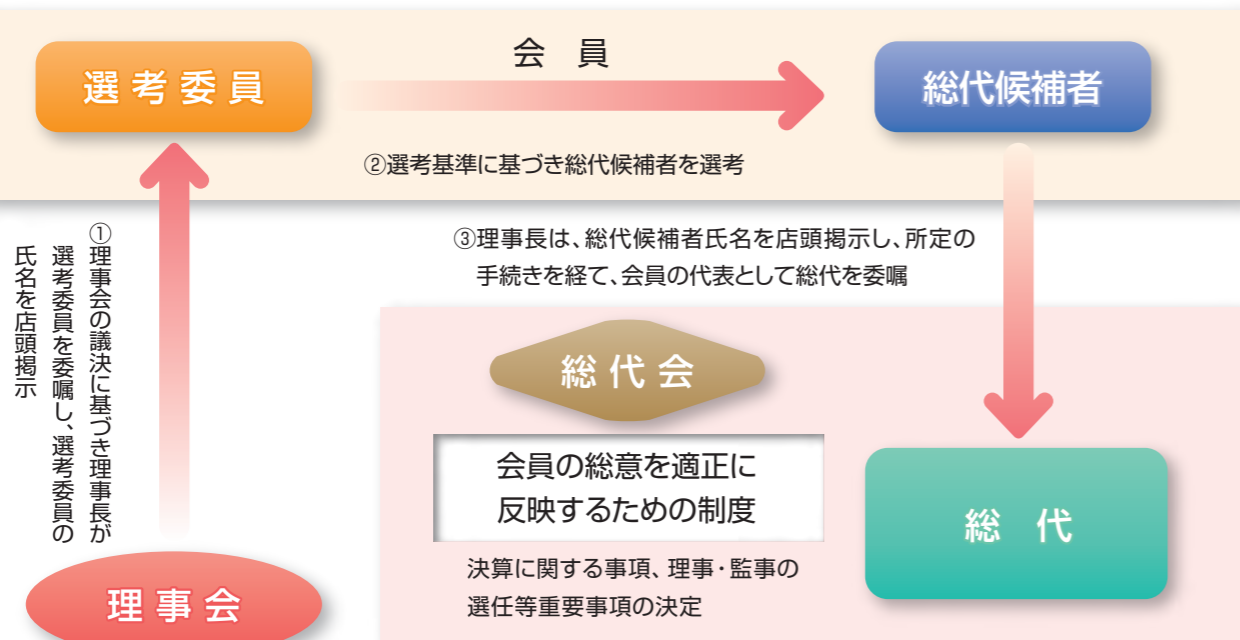 会 員
選考委員
総代候補者
②選考基準に基づき総代候補者を選考
①理事会の議決に基づき理事長が
選考委員を委嘱し、選考委員の
氏名を店頭掲示
③理事長は、総代候補者氏名を店頭掲示し、所定の
手続きを経て、会員の代表として総代を委嘱
総代会
会員の総意を適正に
反映するための制度
決算に関する事項、理事・監事の
選任等重要事項の決定
総 代
理事会